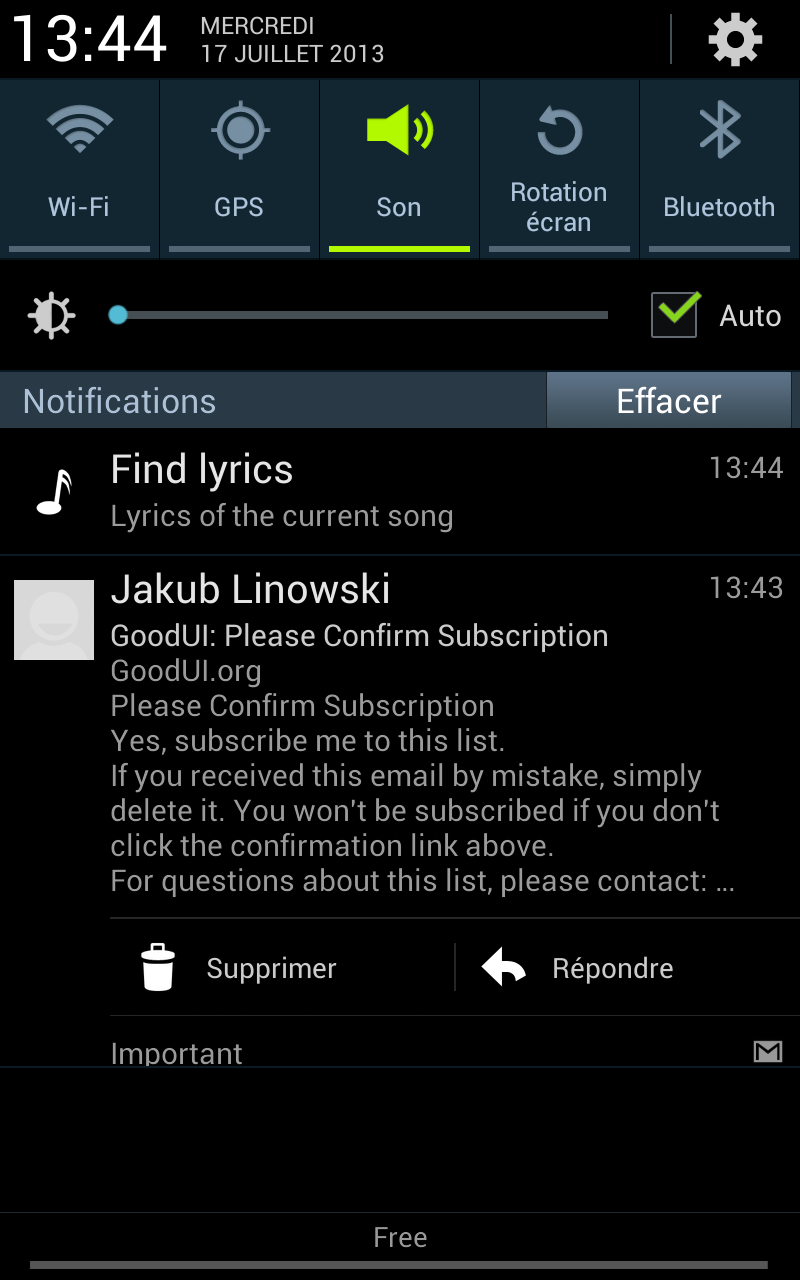 13:44
MERCREDI
17 JUILLET 2013
Wi-Fi
GPS
Son
Rotation
écran
Bluetooth
Auto
Notifications
Effacer
Find lyrics
13:44
Lyrics of the current song
Jakub Linowski
13:43
GoodUI: Please Confirm Subscription
GoodUI.org
Please Confirm Subscription
Yes, subscribe me to this list.
If you received this email by mistake, simply
delete it. You won't be subscribed if you don't
click the confirmation link above.
For questions about this list, please contact: ...
Supprimer
Répondre
Important
Free